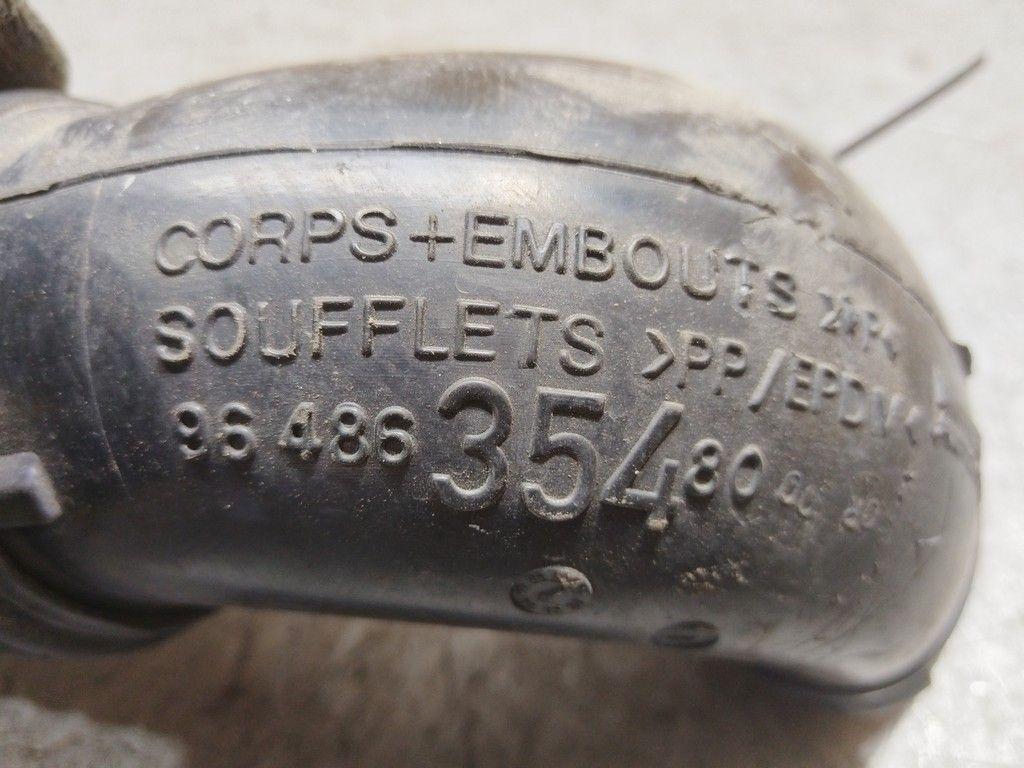 CORPS+EMBOUTS
SOUFFLETS >PP/EPDM<
96 486 354 80